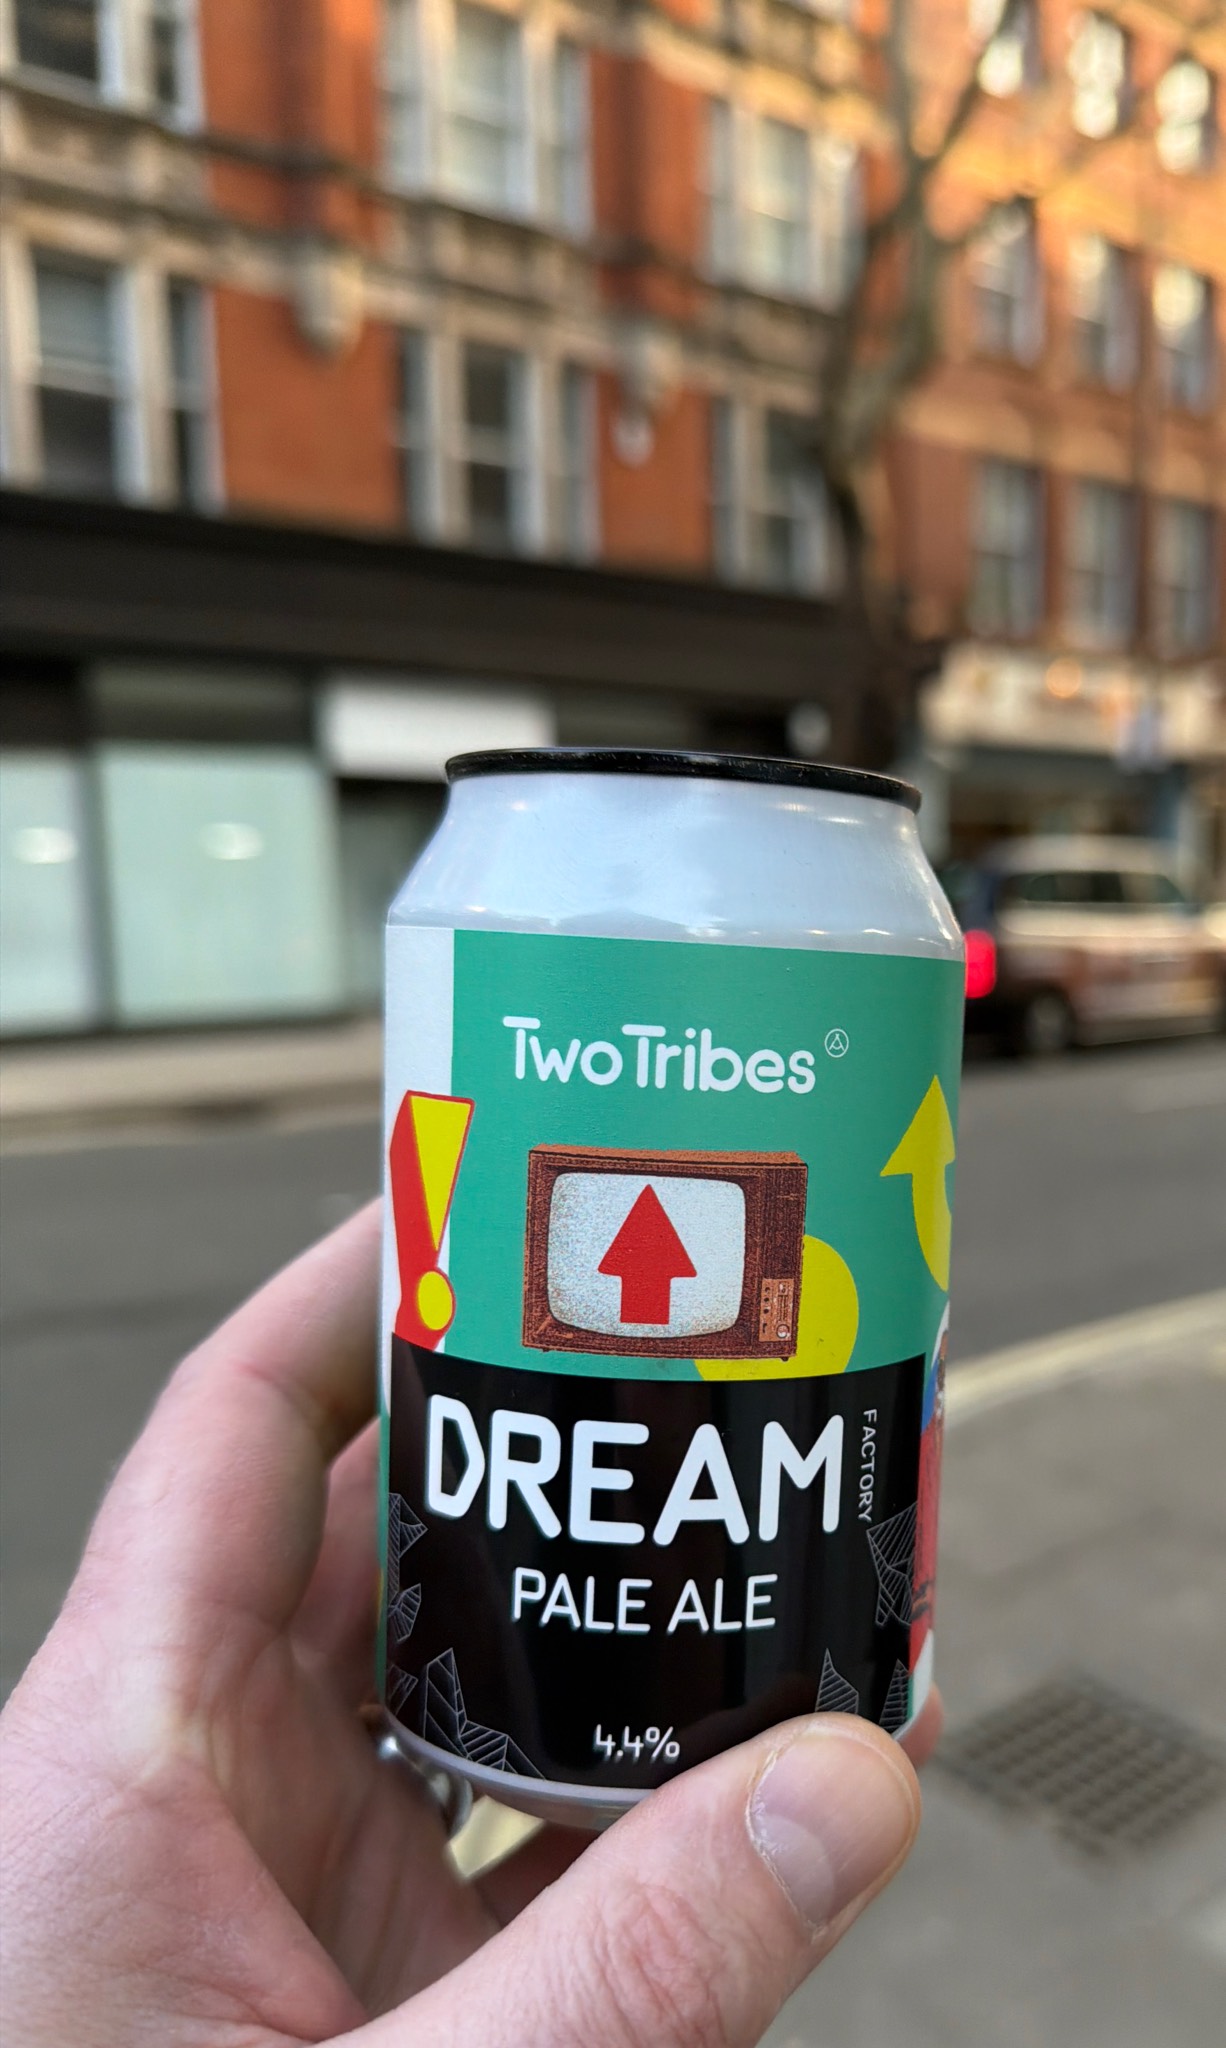 Two Tribes
DREAM
FACTORY
PALE ALE
4.4%